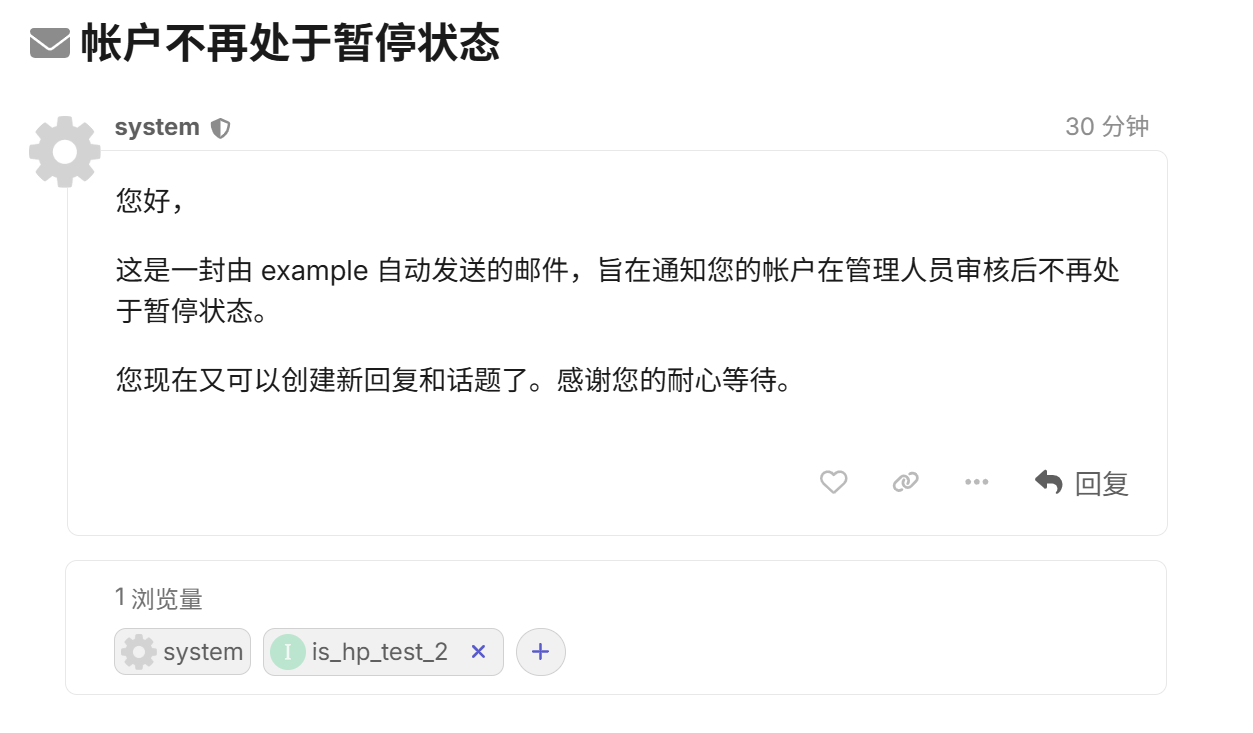 帐户不再处于暂停状态
system
30 分钟
您好，
这是一封由 example 自动发送的邮件，旨在通知您的帐户在管理人员审核后不再处
于暂停状态。
您现在又可以创建新回复和话题了。感谢您的耐心等待。
回复
1 浏览量
system
I is_hp_test_2